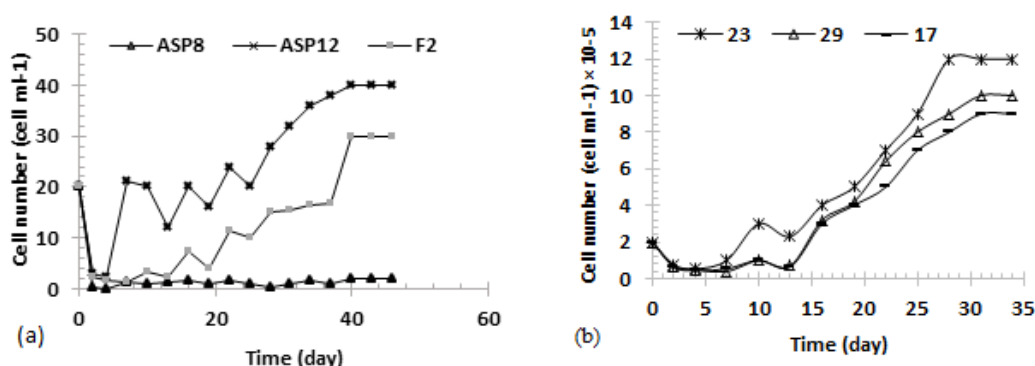 ASP8 ASP12 F2
Cell number (cell ml-1)
50
40
30
20
10
0
0 20 40 60
Time (day)
(a)
23 29 17
Cell number (cell ml-1) × 10-5
14
12
10
8
6
4
2
0
0 5 10 15 20 25 30 35
Time (day)
(b)